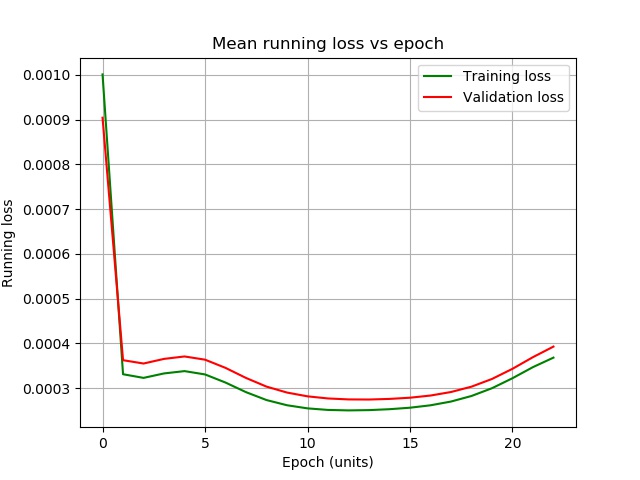 Mean running loss vs epoch
Training loss
Validation loss
0.0010
0.0009
0.0008
0.0007
0.0006
0.0005
0.0004
0.0003
Running loss
0 5 10 15 20
Epoch (units)